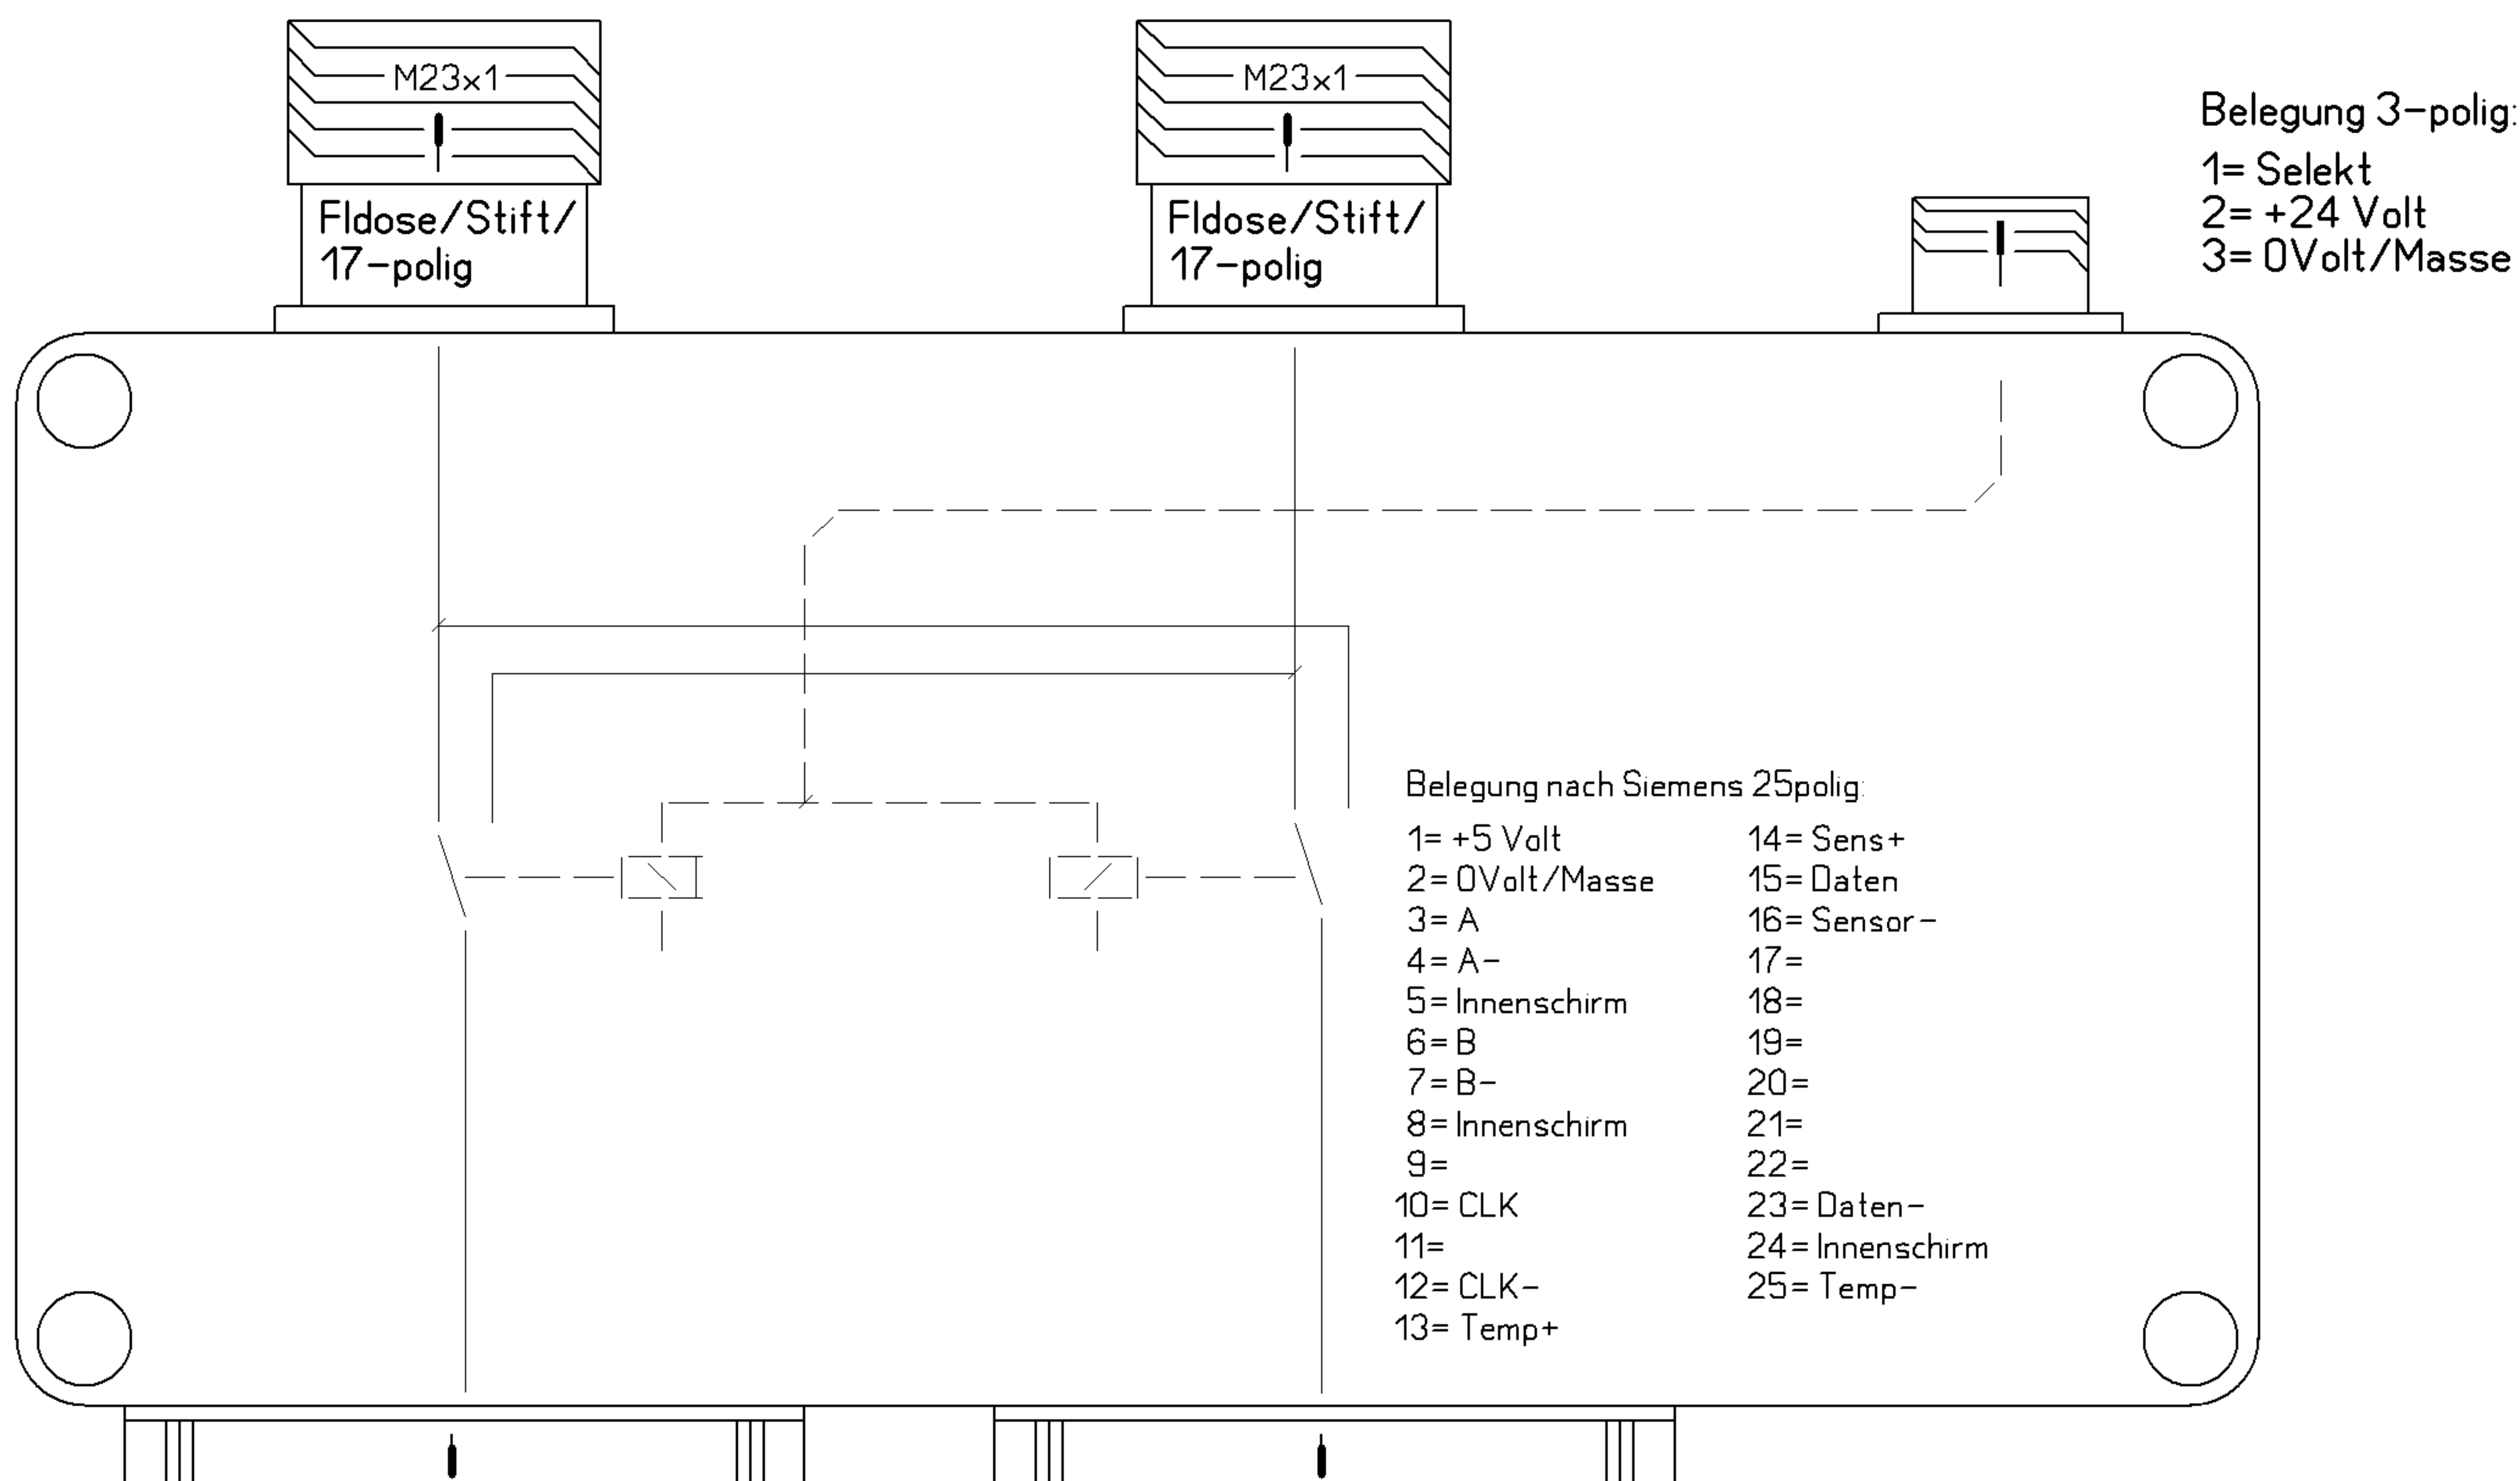 M23x1
Fldose/Stift/
17-polig
M23x1
Fldose/Stift/
17-polig
Belegung 3-polig:
1= Selekt
2= +24 Volt
3= 0Volt/Masse
Belegung nach Siemens 25polig:
1= +5 Volt
2= 0Volt/Masse
3= A
4= A-
5= Innenschirm
6= B
7= B-
8= Innenschirm
9=
10= CLK
11=
12= CLK-
13= Temp+
14= Sens+
15= Daten
16= Sensor-
17=
18=
19=
20=
21=
22=
23= Daten-
24= Innenschirm
25= Temp-